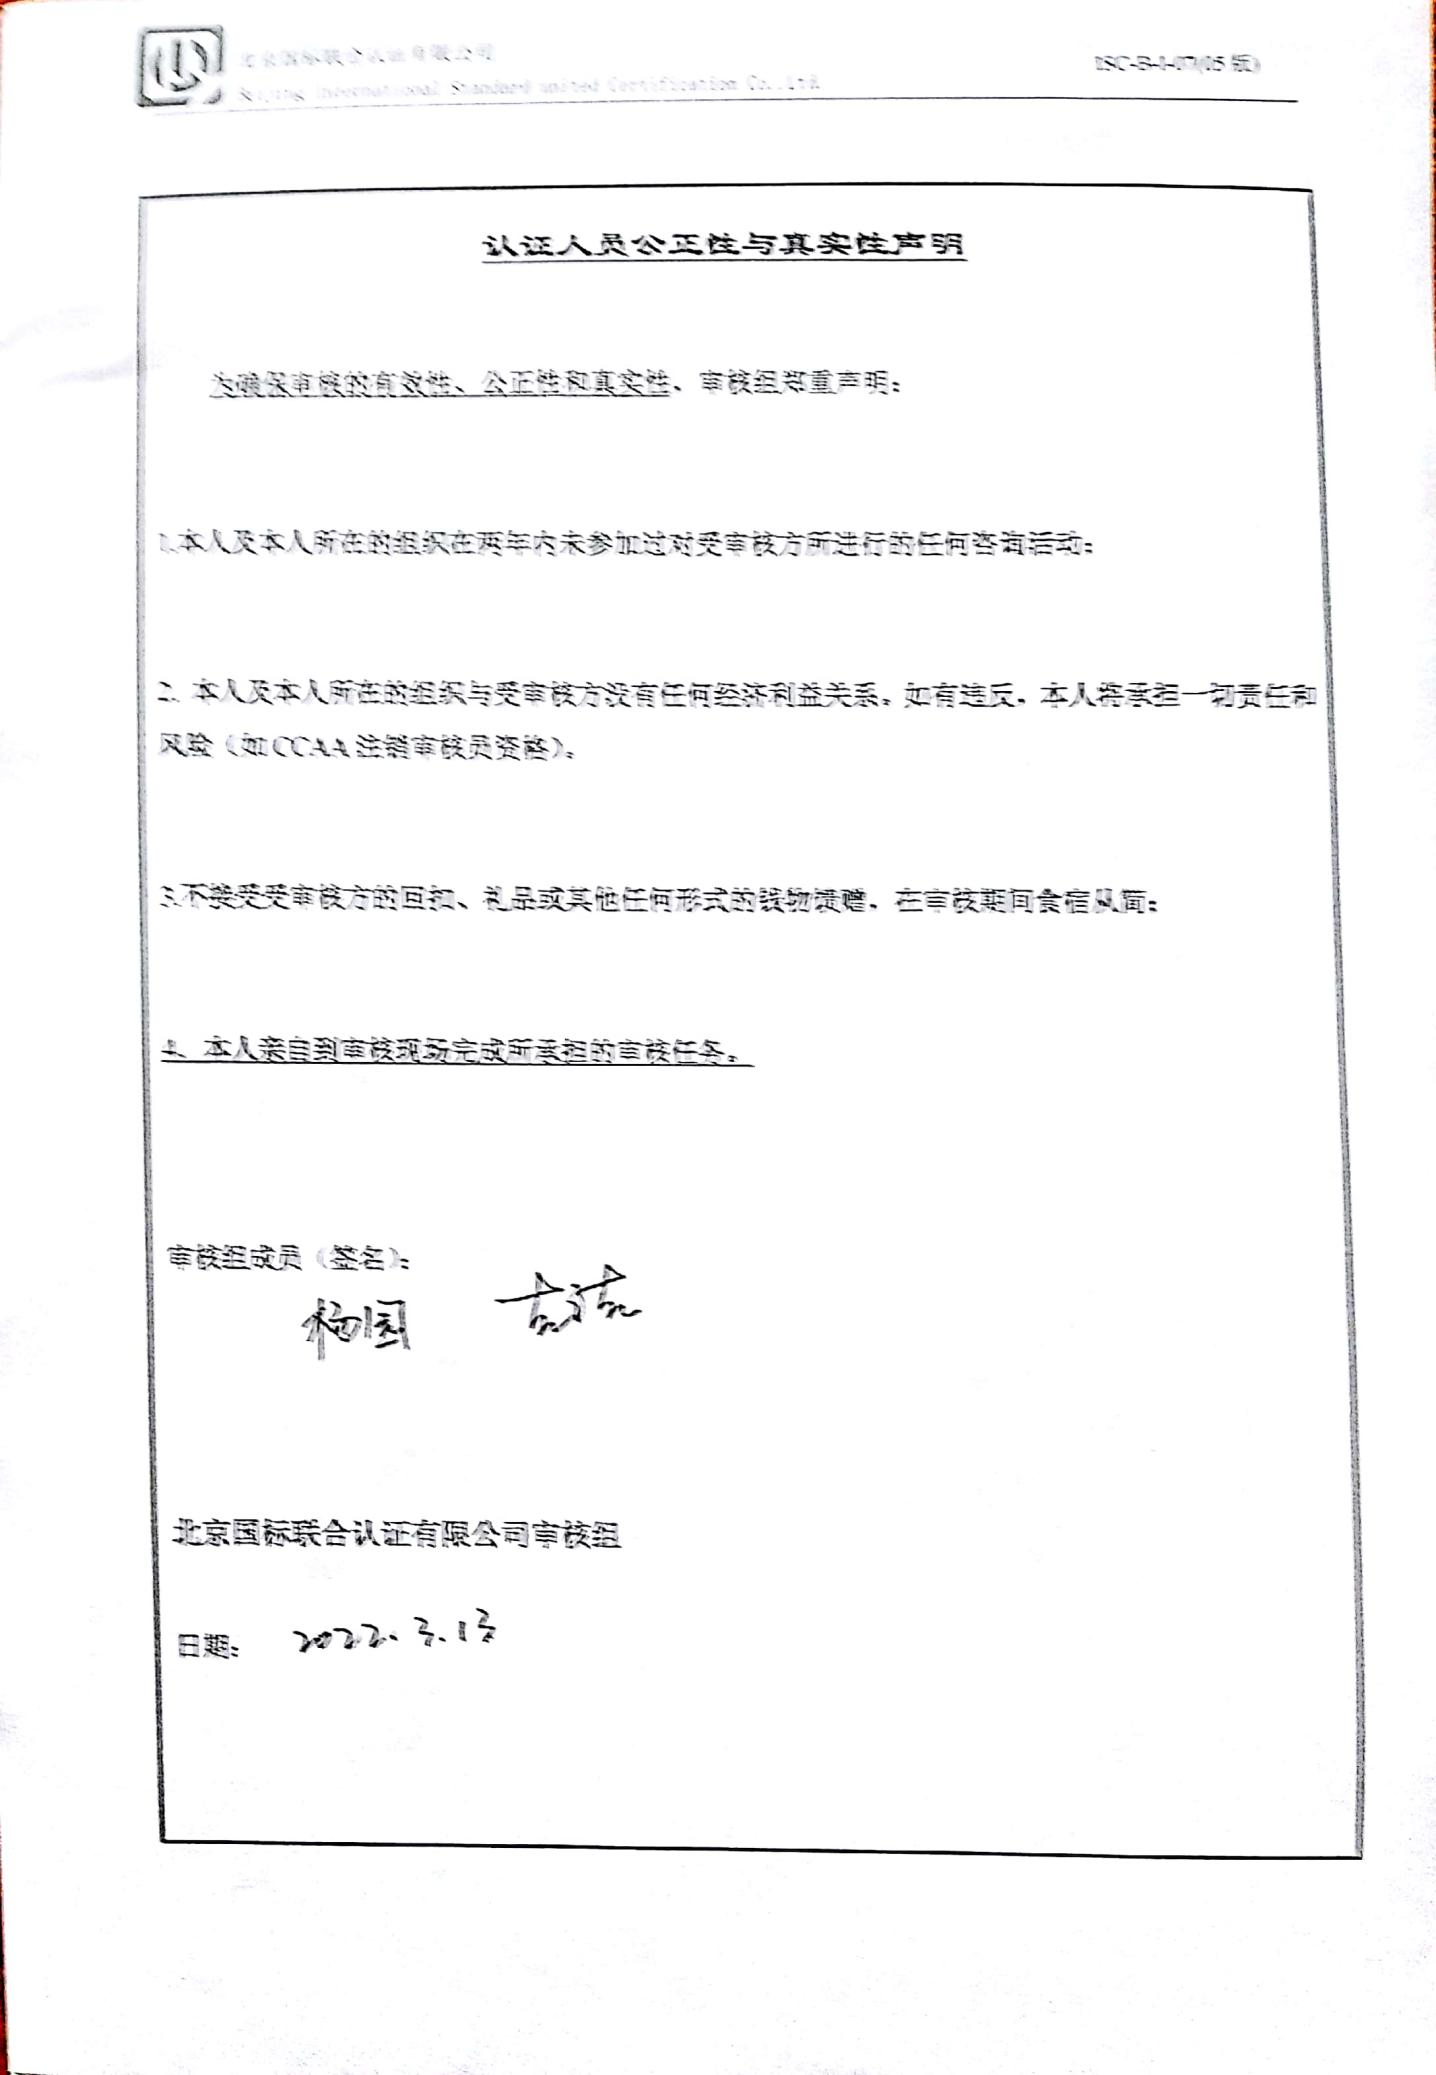 北京国标联合认证有限公司
Beijing International Standard united Certification Co.,Ltd.
ISC-B-I-07(05版)
认证人员公正性与真实性声明
为确保审核的有效性、公正性和真实性，审核组郑重声明：
1.本人及本人所在的组织在两年内未参加过对受审核方所进行的任何咨询活动；
2. 本人及本人所在的组织与受审核方没有任何经济利益关系。如有违反，本人将承担一切责任和
风险（如CCAA注销审核员资格）。
3.不接受受审核方的回扣、礼品或其他任何形式的钱物馈赠，在审核期间食宿从简；
4、本人亲自到审核现场完成所承担的审核任务。
审核组成员（签名）：
杨园 吉洁
北京国标联合认证有限公司审核组
日期： 2022.3.13